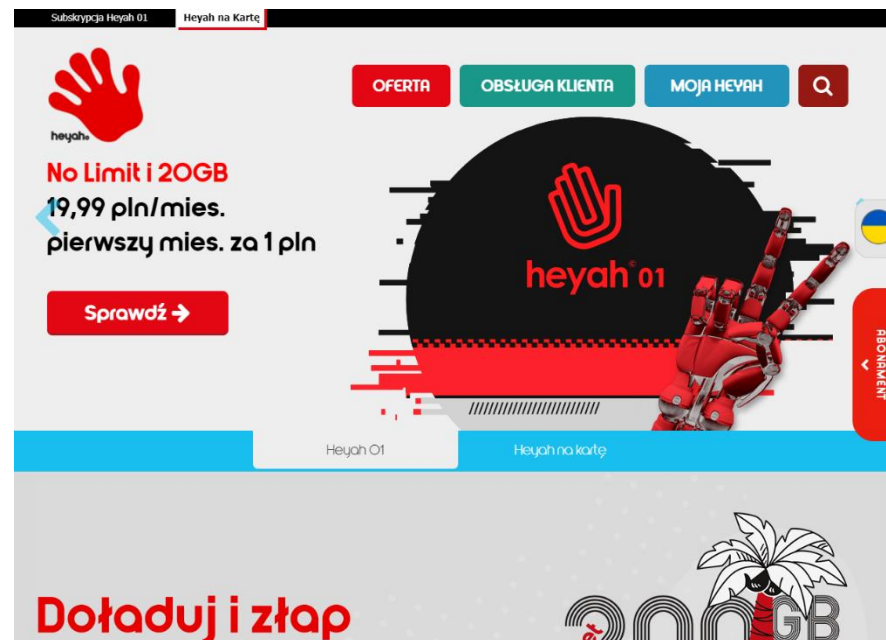 Subskrypcja Heyah 01
Heyah na Kartę
heyah
OFERTA
OBSŁUGA KLIENTA
MOJA HEYAH
No Limit i 20GB
19,99 pln/mies.
pierwszy mies. za 1 pln
Sprawdź
heyah 01
ABONAMENT
Heyah 01
Heyah na kartę
Doładuj i złap
200 GB